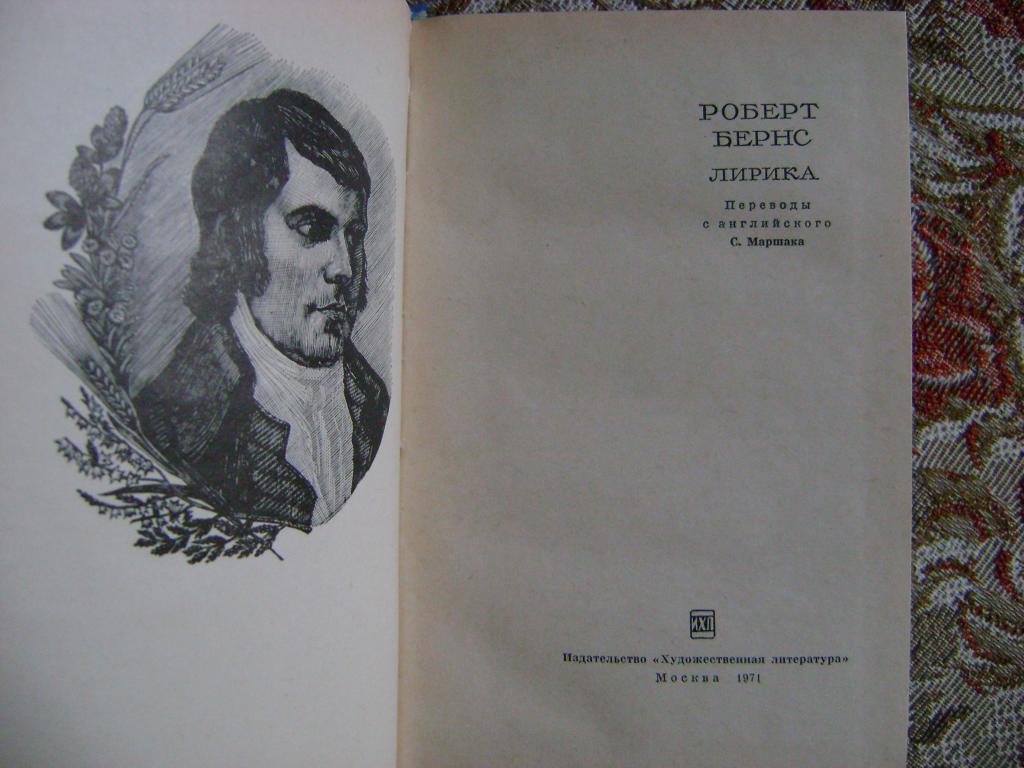 РОБЕРТ
БЕРНС
ЛИРИКА
Переводы
с английского
С. Маршака
ИХЛ
Издательство «Художественная литература»
Москва 1971